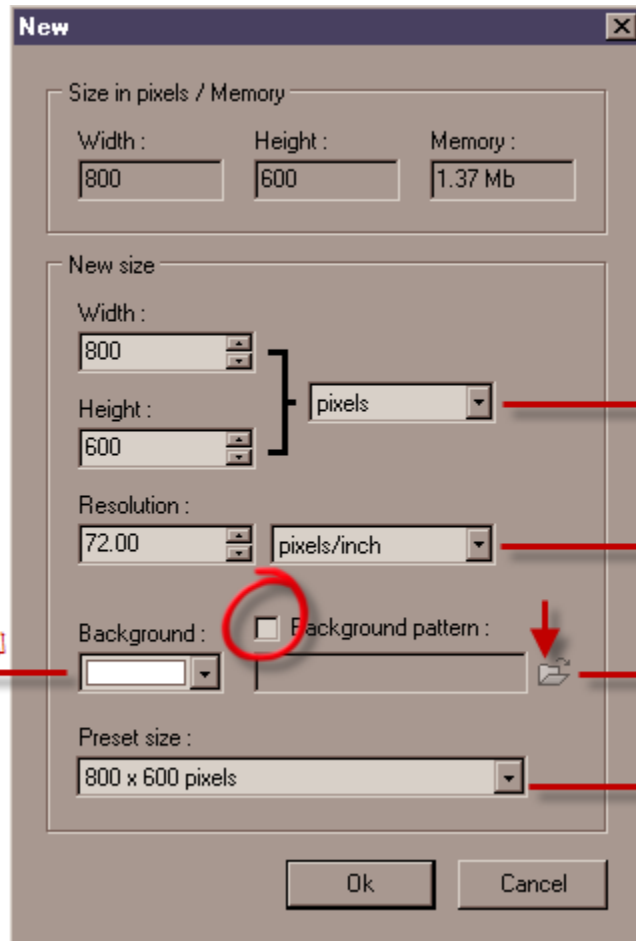 New
Size in pixels / Memory
Width : Height : Memory :
800 600 1.37 Mb
New size
Width :
800
pixels
Height :
600
Resolution :
72.00 pixels/inch
Background : Background pattern :
Preset size :
800 x 600 pixels
Ok Cancel